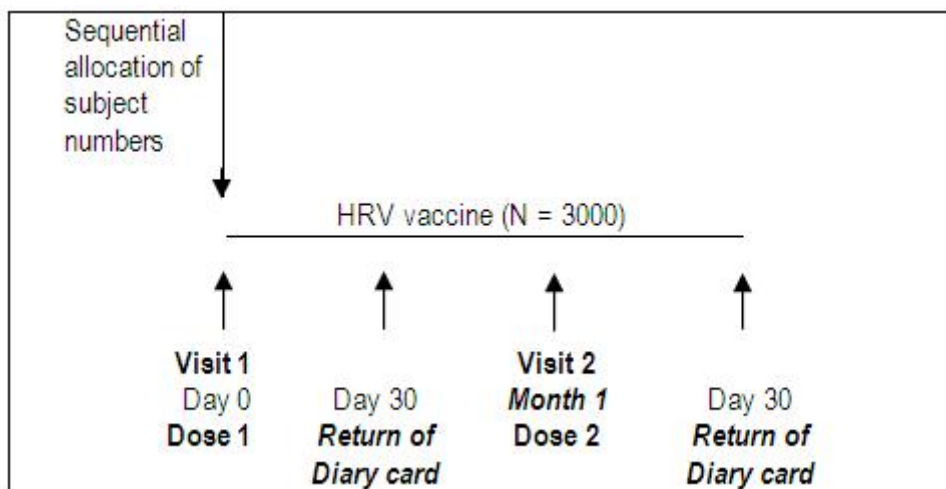 Sequential
allocation of
subject
numbers
HRV vaccine (N = 3000)
Visit 1
Day 0
Dose 1
Day 30
Return of
Diary card
Visit 2
Month 1
Dose 2
Day 30
Return of
Diary card